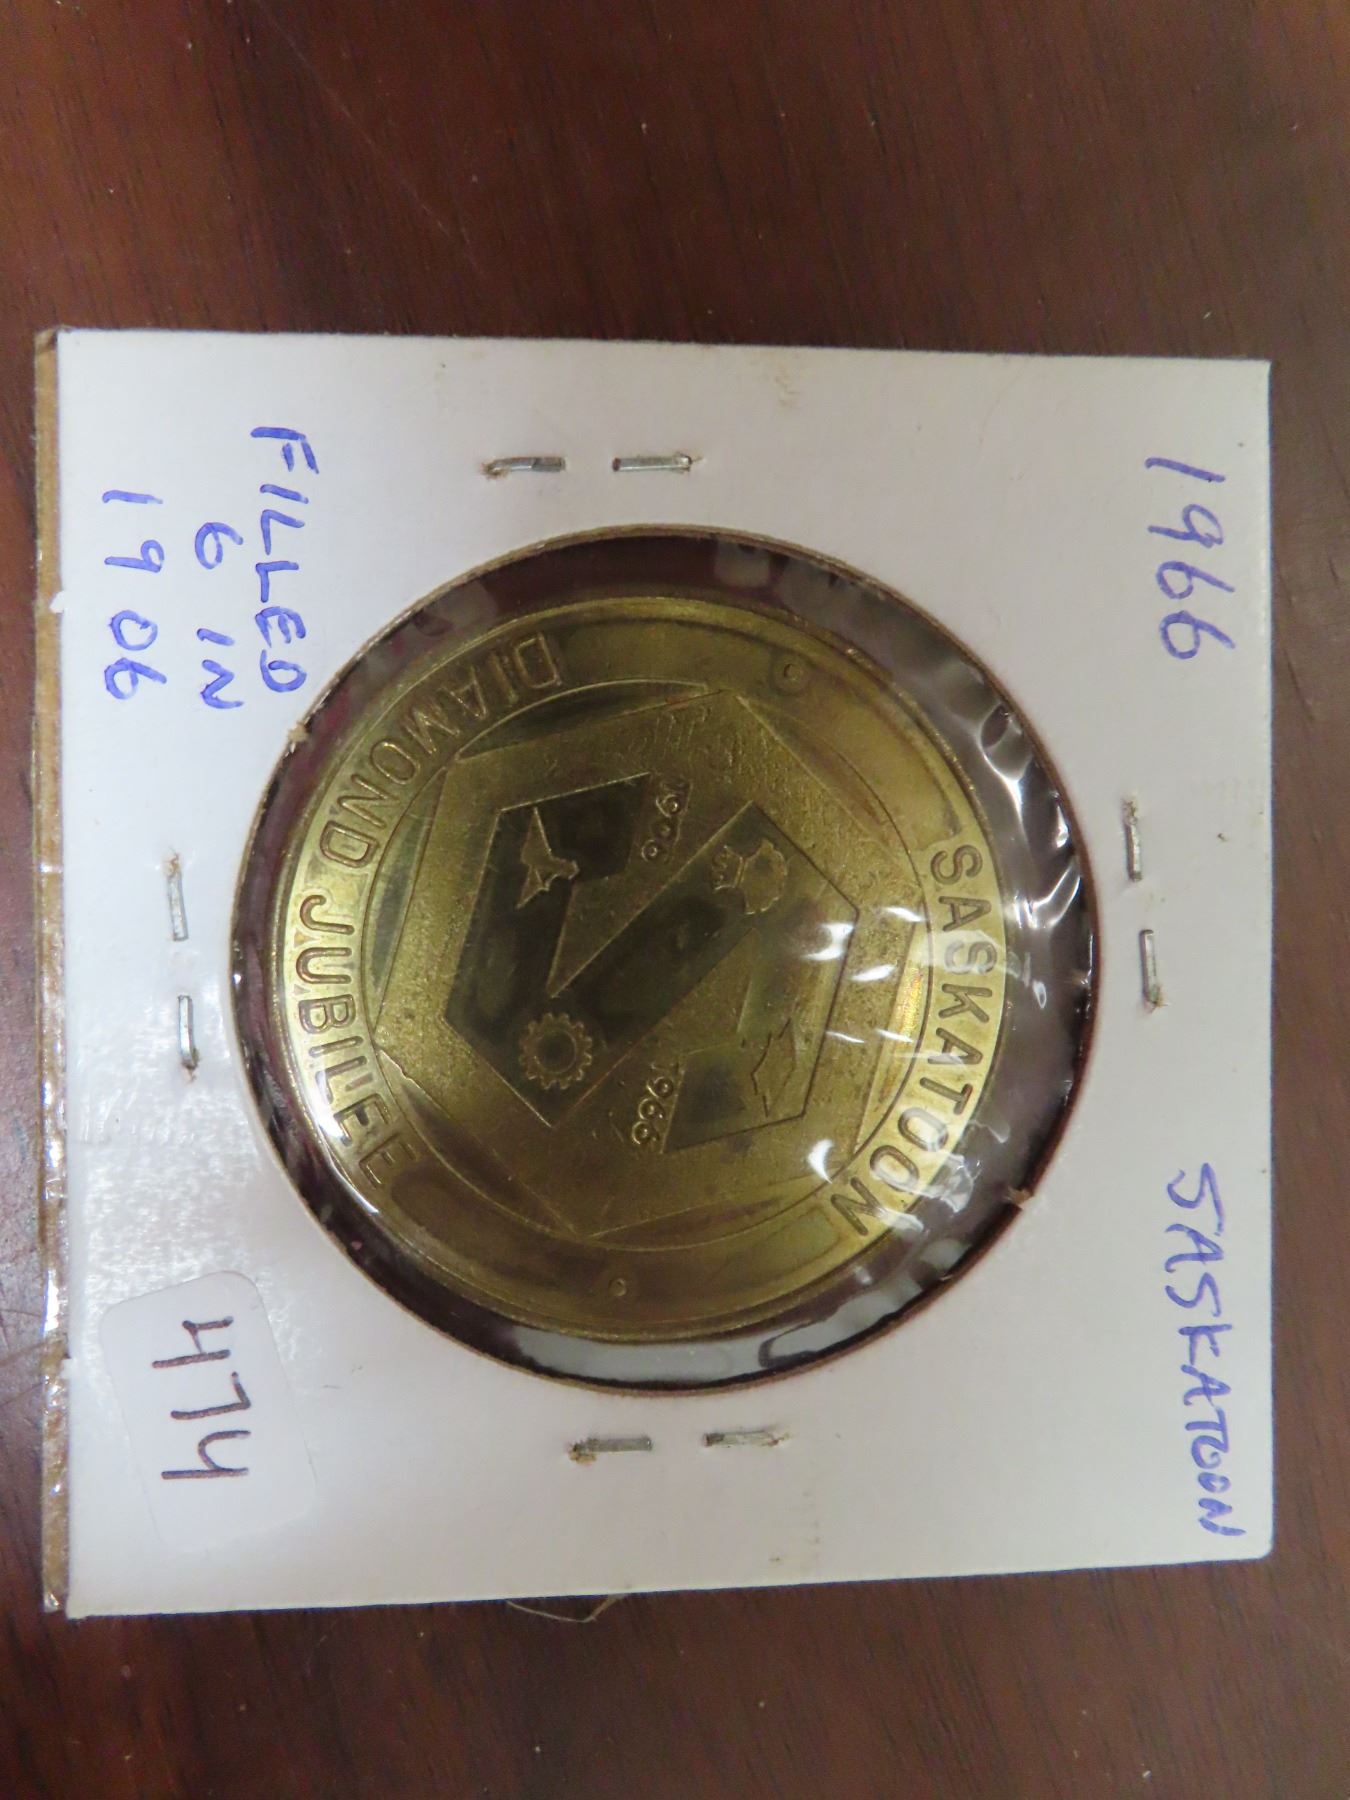 1966 SASKATOON
SASKATOON
1906
1966
DIAMOND JUBILEE
FILLED
6 IN
1906
474